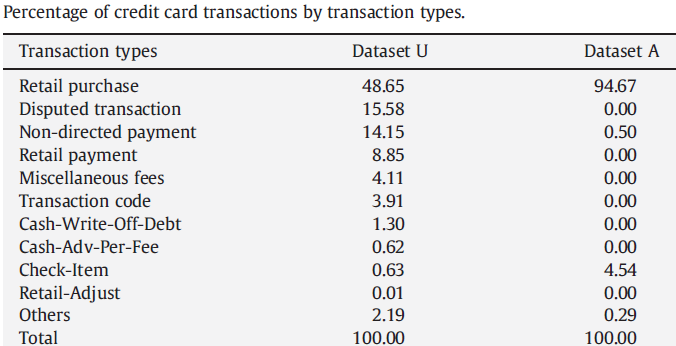 Percentage of credit card transactions by transaction types.
Transaction types Dataset U Dataset A
Retail purchase 48.65 94.67
Disputed transaction 15.58 0.00
Non-directed payment 14.15 0.50
Retail payment 8.85 0.00
Miscellaneous fees 4.11 0.00
Transaction code 3.91 0.00
Cash-Write-Off-Debt 1.30 0.00
Cash-Adv-Per-Fee 0.62 0.00
Check-Item 0.63 4.54
Retail-Adjust 0.01 0.00
Others 2.19 0.29
Total 100.00 100.00